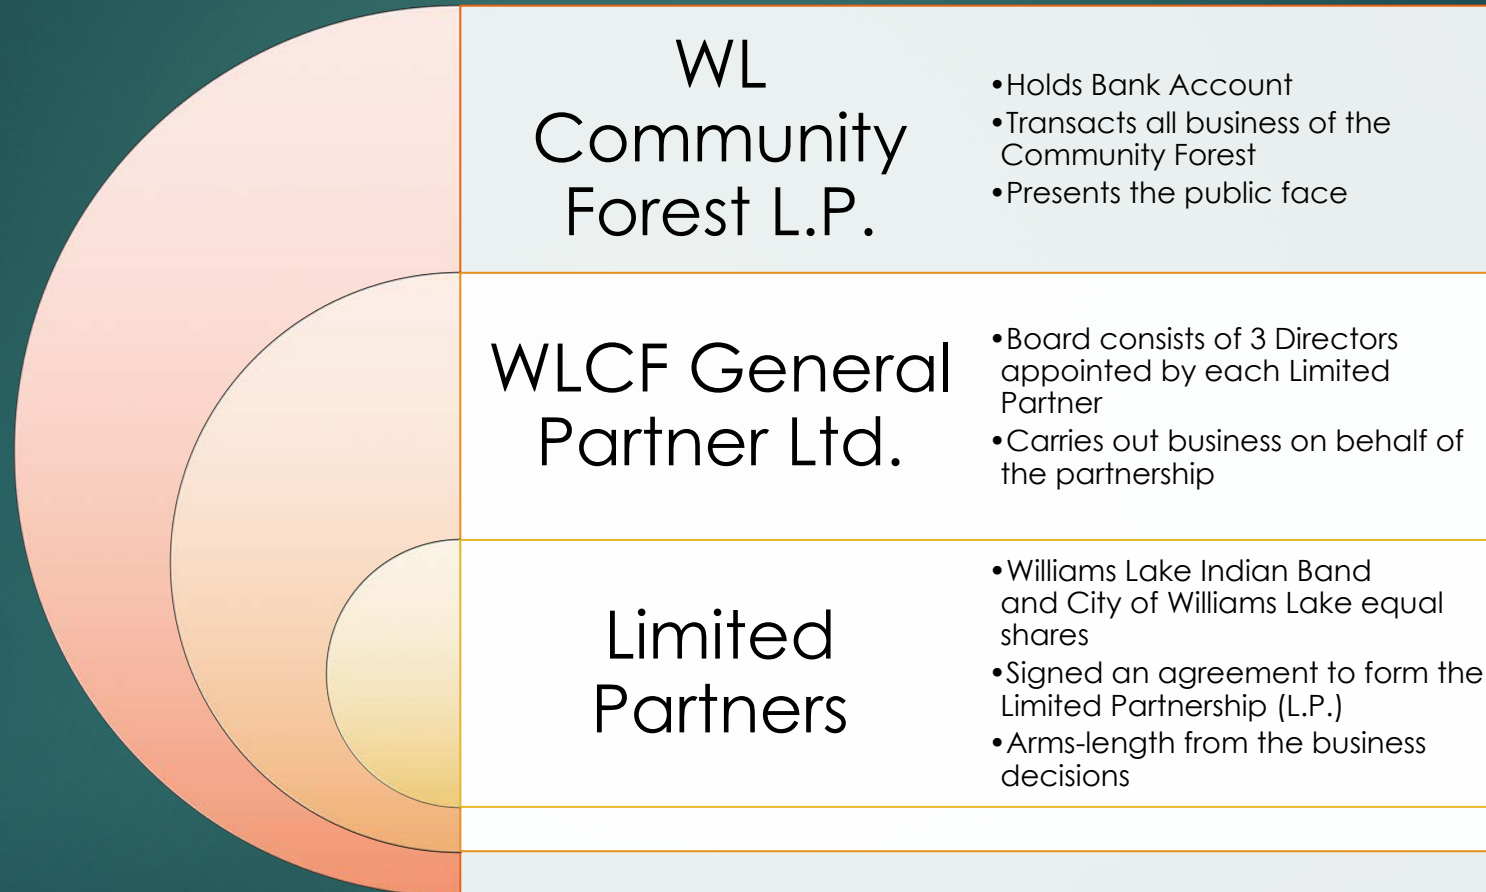 WL
Community
Forest L.P.
•Holds Bank Account
•Transacts all business of the
Community Forest
•Presents the public face
WLCF General
Partner Ltd.
•Board consists of 3 Directors
appointed by each Limited
Partner
•Carries out business on behalf of
the partnership
Limited
Partners
•Williams Lake Indian Band
and City of Williams Lake equal
shares
•Signed an agreement to form the
Limited Partnership (L.P.)
•Arms-length from the business
decisions